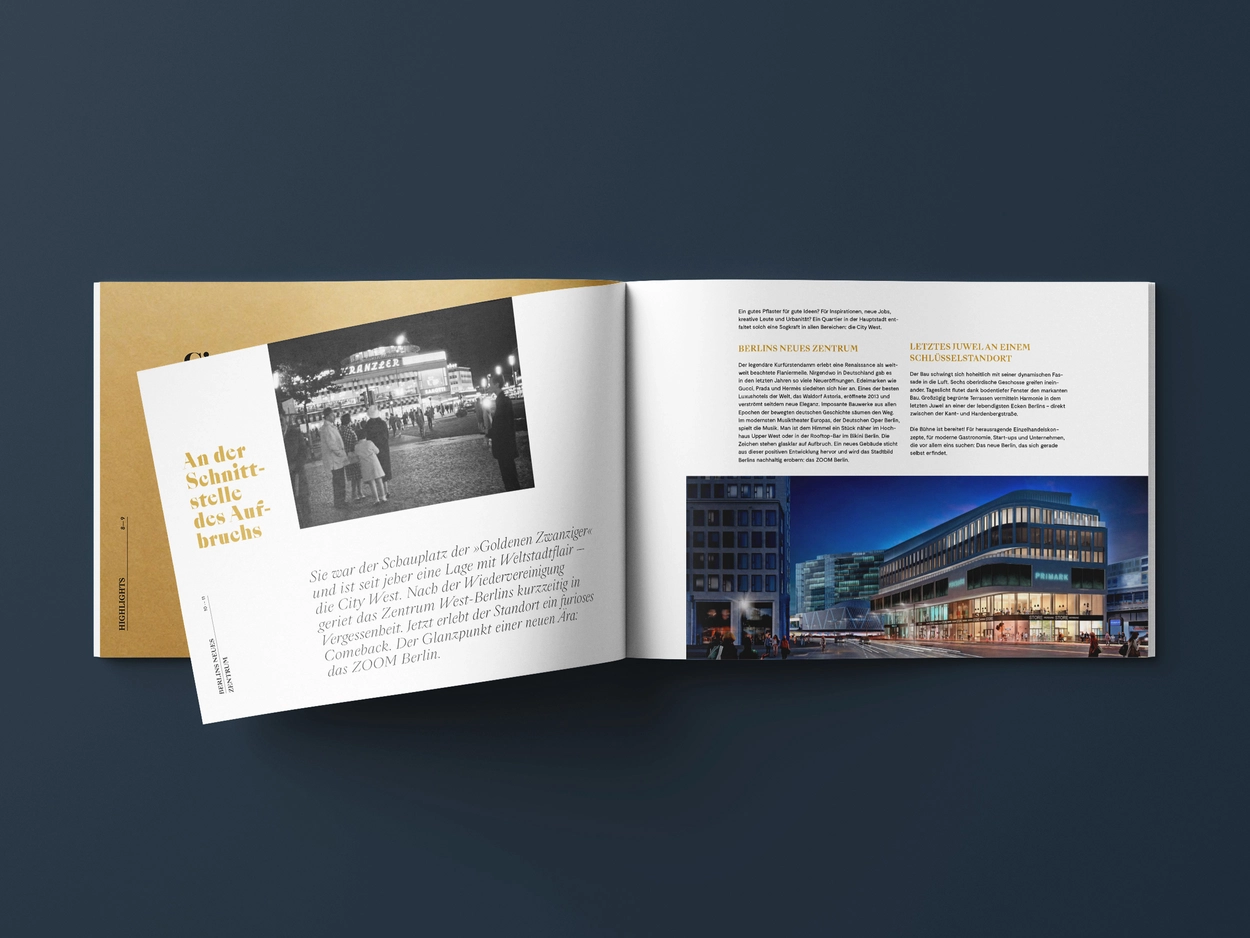 HIGHLIGHTS
8—9
An der
Schnitt-
stelle
des Auf-
bruchs
BERLINS NEUES
ZENTRUM
10—11
KRANZLER
Sie war der Schauplatz der »Goldenen Zwanziger«
und ist seit jeher eine Lage mit Weltstadtflair –
die City West. Nach der Wiedervereinigung
geriet das Zentrum West-Berlins kurzzeitig in
Vergessenheit. Jetzt erlebt der Standort ein furioses
Comeback. Der Glanzpunkt einer neuen Ära:
das ZOOM Berlin.
Ein gutes Pflaster für gute Ideen? Für Inspirationen, neue Jobs,
kreative Leute und Urbanität? Ein Quartier in der Hauptstadt ent-
faltet solch eine Sogkraft in allen Bereichen: die City West.
BERLINS NEUES ZENTRUM
Der legendäre Kurfürstendamm erlebt eine Renaissance als welt-
weit beachtete Flaniermeile. Nirgendwo in Deutschland gab es
in den letzten Jahren so viele Neueröffnungen. Edelmarken wie
Gucci, Prada und Hermès siedelten sich hier an. Eines der besten
Luxushotels der Welt, das Waldorf Astoria, eröffnete 2013 und
verströmt seitdem neue Eleganz. Imposante Bauwerke aus allen
Epochen der bewegten deutschen Geschichte säumen den Weg.
Im modernsten Musiktheater Europas, der Deutschen Oper Berlin,
spielt die Musik. Man ist dem Himmel ein Stück näher im Hoch-
haus Upper West oder in der Rooftop-Bar im Bikini Berlin. Die
Zeichen stehen glasklar auf Aufbruch. Ein neues Gebäude sticht
aus dieser positiven Entwicklung hervor und wird das Stadtbild
Berlins nachhaltig erobern: das ZOOM Berlin.
LETZTES JUWEL AN EINEM
SCHLÜSSELSTANDORT
Der Bau schwingt sich hoheitlich mit seiner dynamischen Fas-
sade in die Luft. Sechs oberirdische Geschosse greifen inein-
ander. Tageslicht flutet dank bodentiefer Fenster den markanten
Bau. Großzügig begrünte Terrassen vermitteln Harmonie in dem
letzten Juwel an einer der lebendigsten Ecken Berlins – direkt
zwischen der Kant- und Hardenbergstraße.
Die Bühne ist bereitet! Für herausragende Einzelhandelskon-
zepte, für moderne Gastronomie, Start-ups und Unternehmen,
die vor allem eins suchen: Das neue Berlin, das sich gerade
selbst erfindet.
PRIMARK